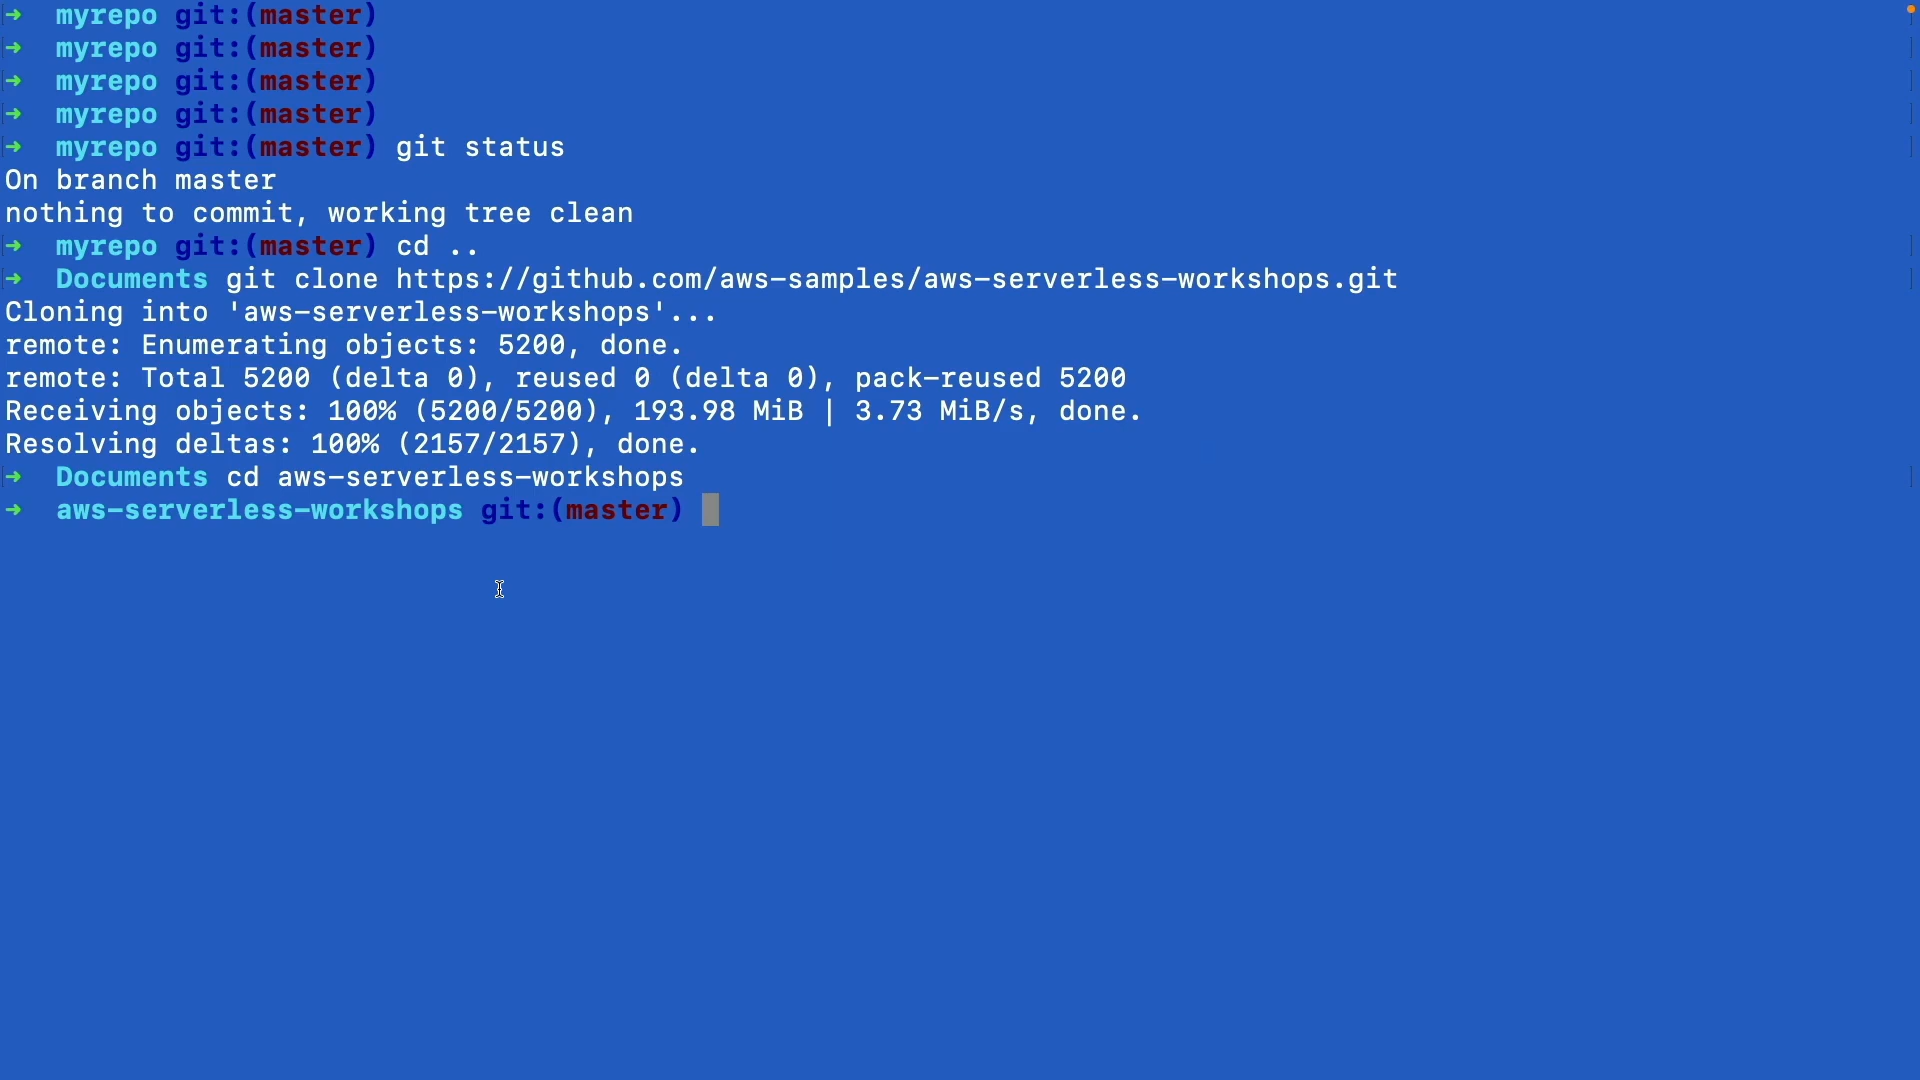 ➜  myrepo git:(master)
➜  myrepo git:(master)
➜  myrepo git:(master)
➜  myrepo git:(master)
➜  myrepo git:(master) git status
On branch master
nothing to commit, working tree clean
➜  myrepo git:(master) cd ..
➜  Documents git clone https://github.com/aws-samples/aws-serverless-workshops.git
Cloning into 'aws-serverless-workshops'...
remote: Enumerating objects: 5200, done.
remote: Total 5200 (delta 0), reused 0 (delta 0), pack-reused 5200
Receiving objects: 100% (5200/5200), 193.98 MiB | 3.73 MiB/s, done.
Resolving deltas: 100% (2157/2157), done.
➜  Documents cd aws-serverless-workshops
➜  aws-serverless-workshops git:(master)